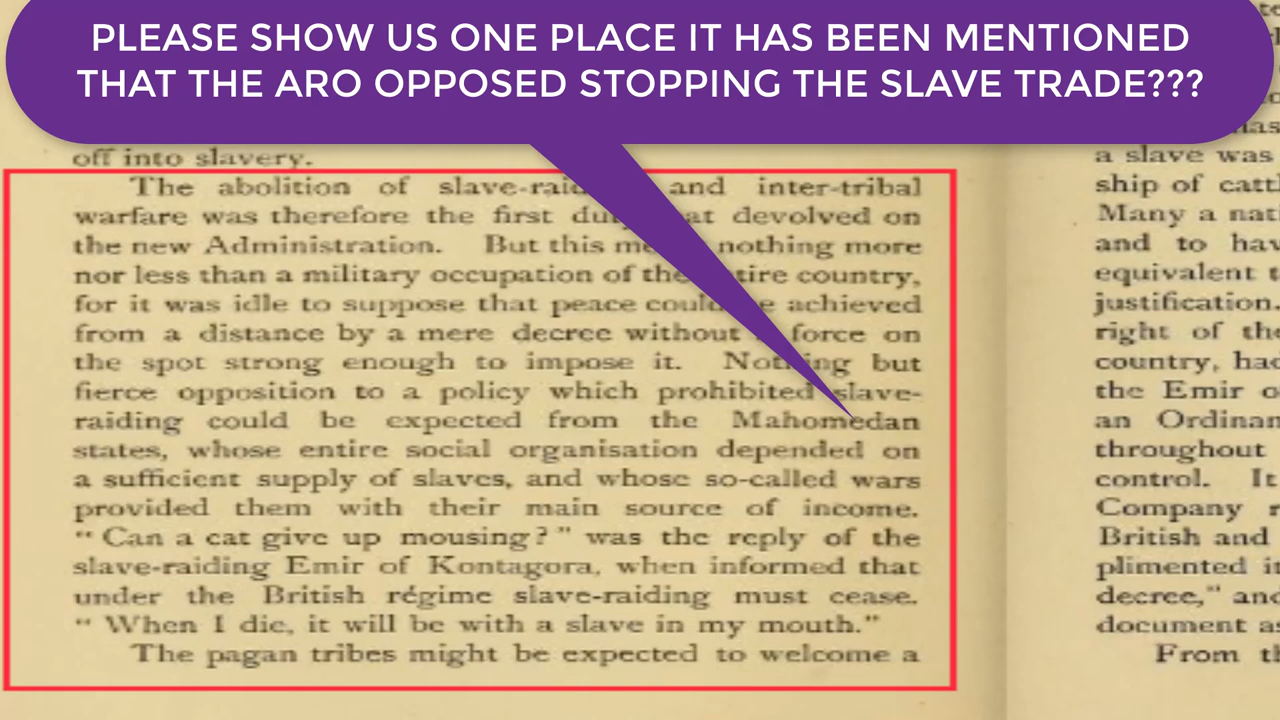 PLEASE SHOW US ONE PLACE IT HAS BEEN MENTIONED
THAT THE ARO OPPOSED STOPPING THE SLAVE TRADE???
off into slavery.
The abolition of slave-raid and inter-tribal
warfare was therefore the first du at devolved on
the new Administration. But this me nothing more
nor less than a military occupation of the tire country,
for it was idle to suppose that peace could e achieved
from a distance by a mere decree without force on
the spot strong enough to impose it. Nothing but
fierce opposition to a policy which prohibited slave-
raiding could be expected from the Mahomedan
states, whose entire social organisation depended on
a sufficient supply of slaves, and whose so-called wars
provided them with their main source of income.
“ Can a cat give up mousing? ” was the reply of the
slave-raiding Emir of Kontagora, when informed that
under the British régime slave-raiding must cease.
“ When I die, it will be with a slave in my mouth.”
The pagan tribes might be expected to welcome a
a slave was
ship of catt
Many a nat
and to hav
equivalent t
justification.
right of the
country, had
the Emir o
an Ordinan
throughout
control. It
Company r
British and
plimented i
decree,” and
document as
From th